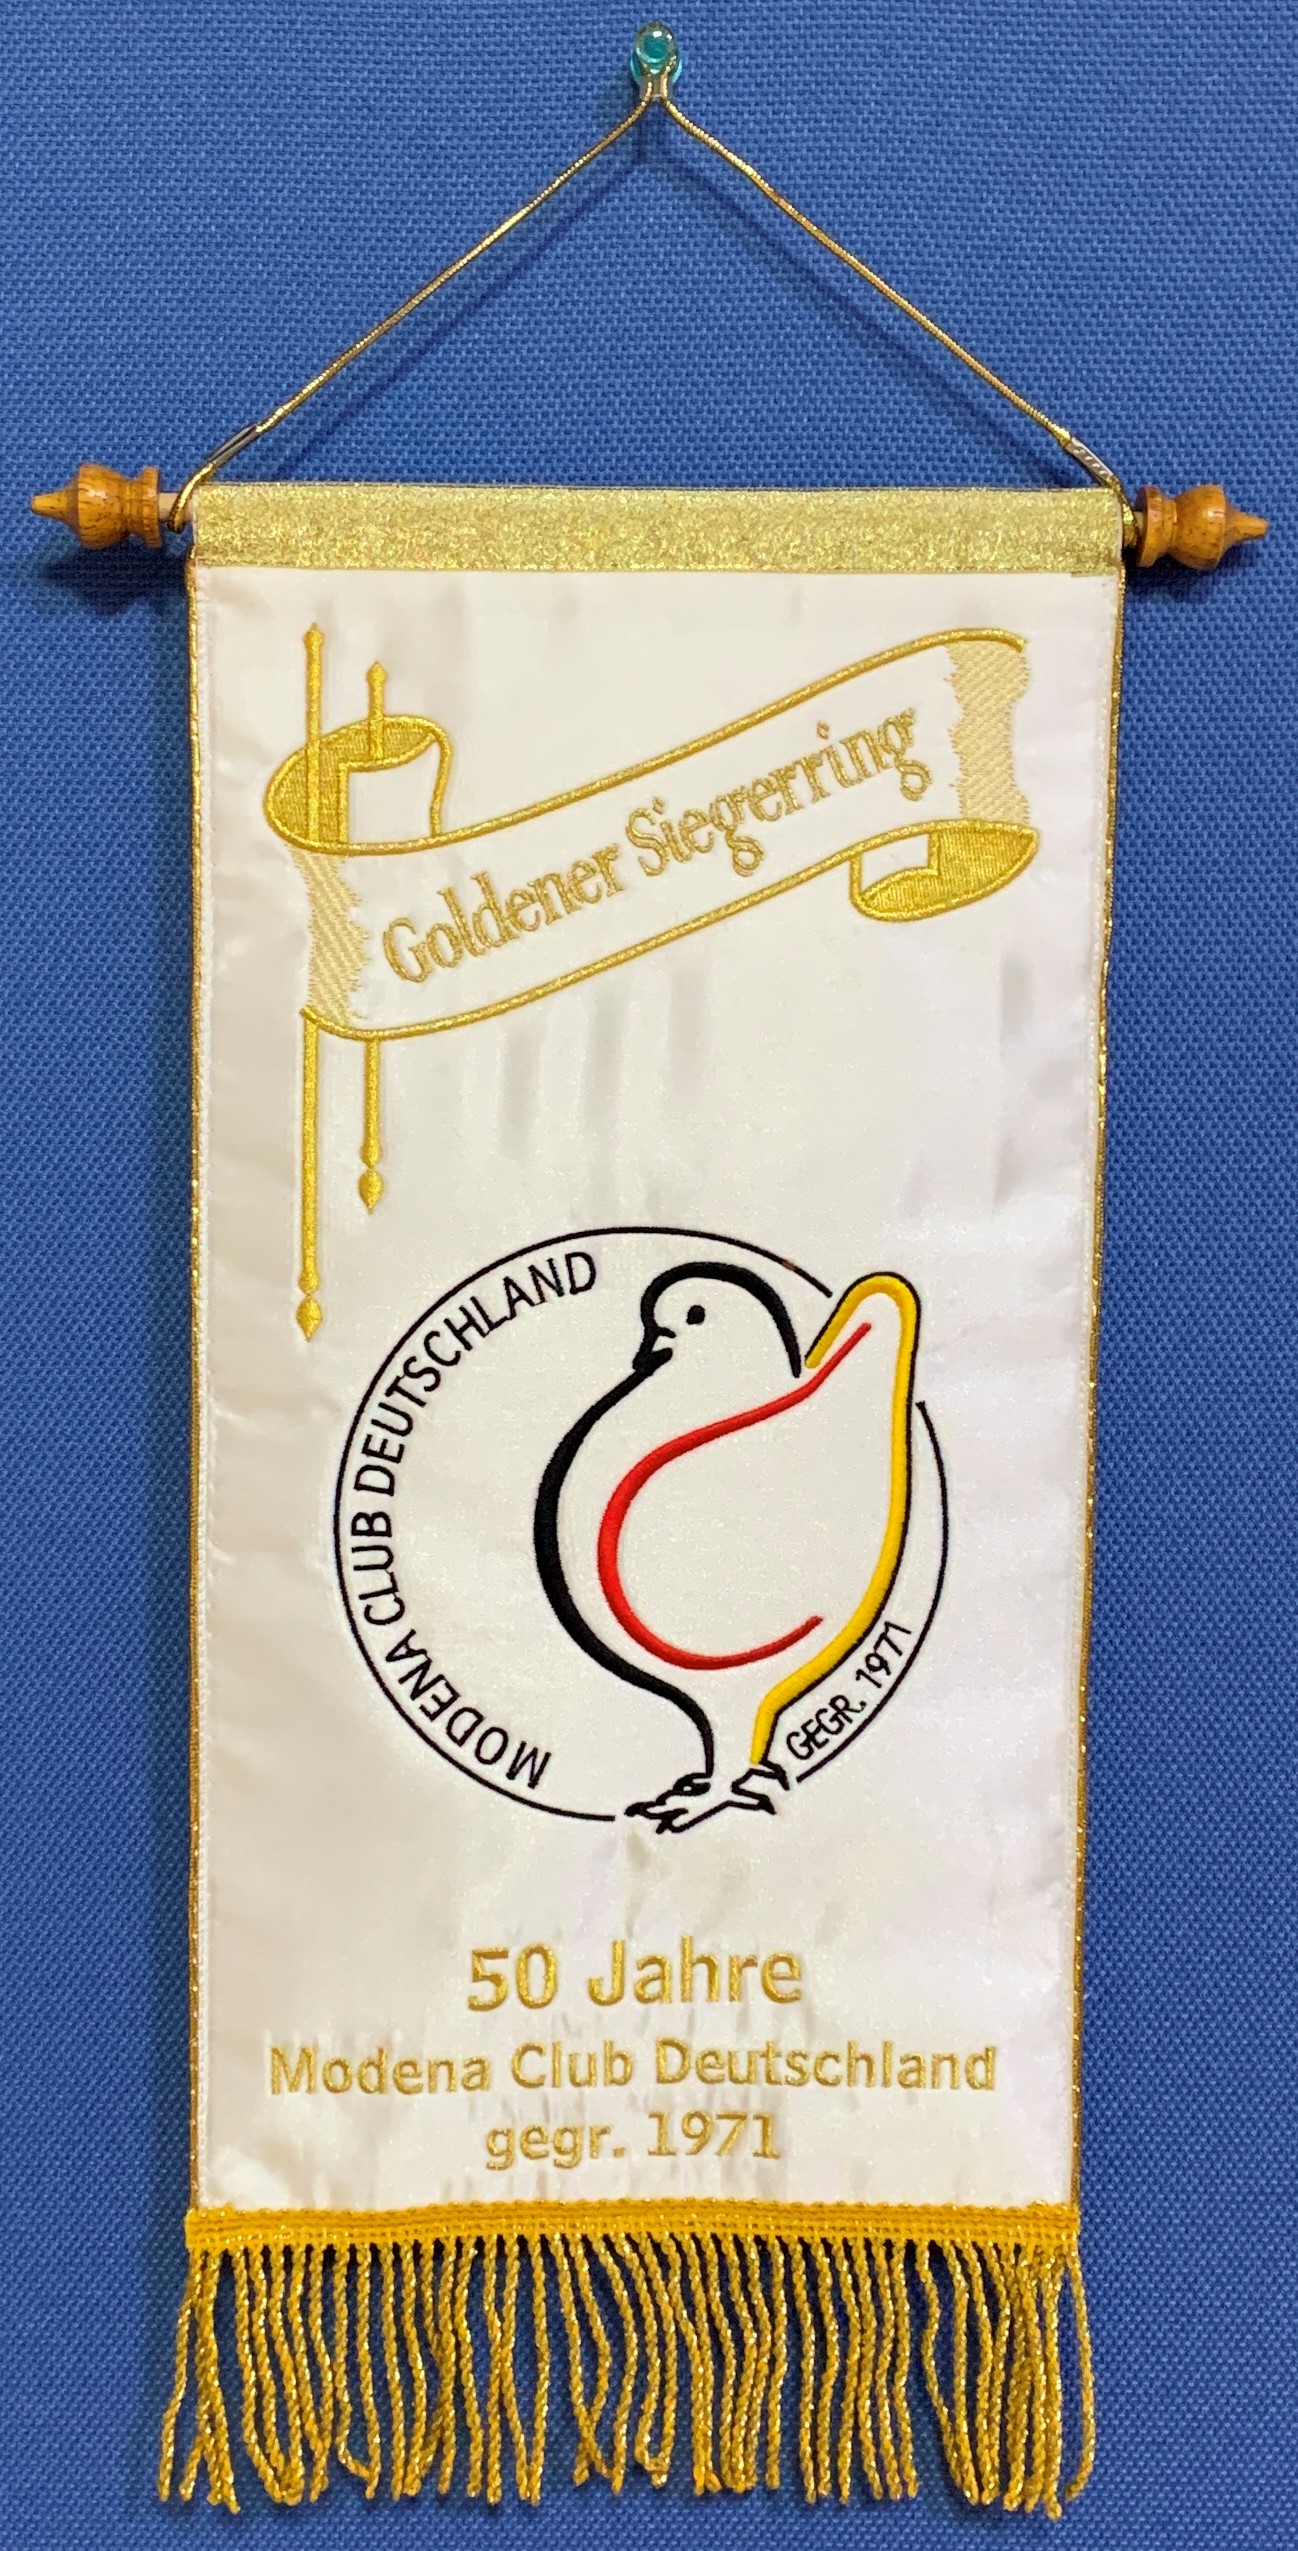 Goldener Siegerring
MODENA CLUB DEUTSCHLAND
GEGR. 1971
50 Jahre
Modena Club Deutschland
gegr. 1971